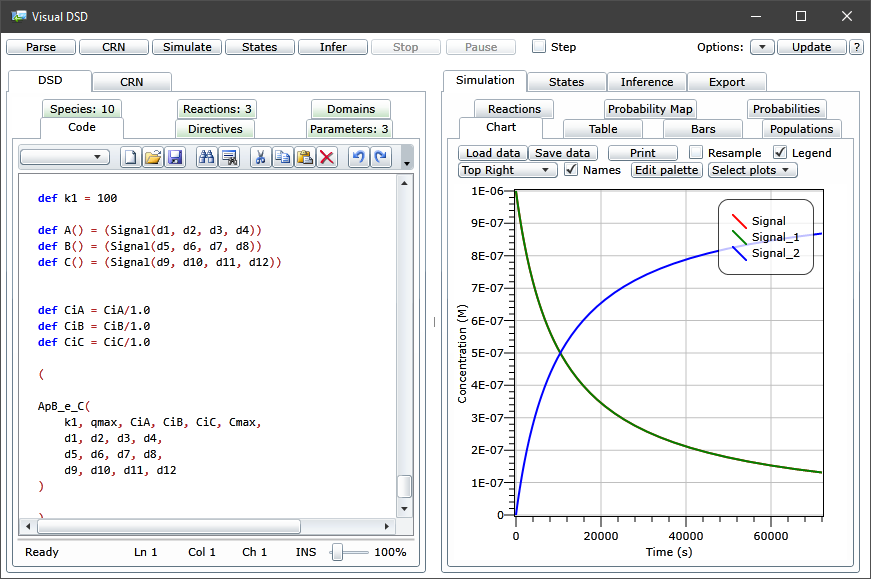 Visual DSD
Parse CRN Simulate States Infer Stop Pause Step Options: Update ?
DSD CRN
Species: 10 Reactions: 3 Domains
Code Directives Parameters: 3
def k1 = 100
def A() = (Signal(d1, d2, d3, d4))
def B() = (Signal(d5, d6, d7, d8))
def C() = (Signal(d9, d10, d11, d12))
def CiA = CiA/1.0
def CiB = CiB/1.0
def CiC = CiC/1.0
(
ApB_e_C(
k1, qmax, CiA, CiB, CiC, Cmax,
d1, d2, d3, d4,
d5, d6, d7, d8,
d9, d10, d11, d12
)
)
Ready Ln 1 Col 1 Ch 1 INS 100%
Simulation States Inference Export
Reactions Probability Map Probabilities
Chart Table Bars Populations
Load data Save data Print Resample Legend
Top Right Names Edit palette Select plots
1E-06
9E-07
8E-07
7E-07
6E-07
5E-07
4E-07
3E-07
2E-07
1E-07
0
Concentration (M)
Signal
Signal_1
Signal_2
0 20000 40000 60000
Time (s)